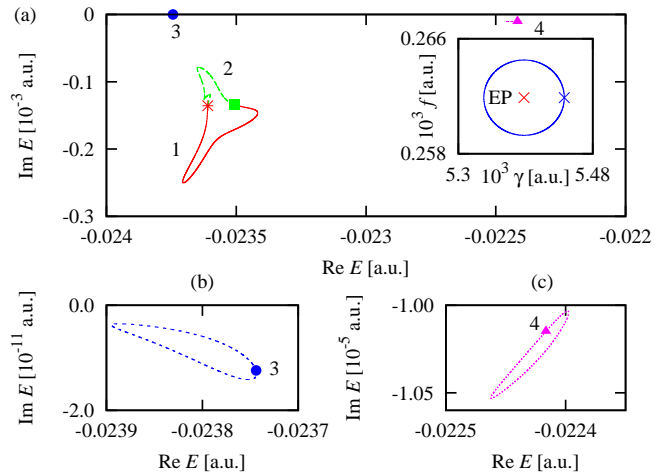 (a)
0
-0.1
-0.2
-0.3
Im E [10⁻³ a.u.]
3
4
2
1
-0.024
-0.0235
-0.023
-0.0225
-0.022
Re E [a.u.]
0.266
0.258
10³ f [a.u.]
EP
5.3
10³ γ [a.u.]
5.48
(b)
0.0
-2.0
Im E [10⁻¹¹ a.u.]
3
-0.0239
-0.0238
-0.0237
Re E [a.u.]
(c)
-1.00
-1.05
Im E [10⁻⁵ a.u.]
4
-0.0225
-0.0224
Re E [a.u.]